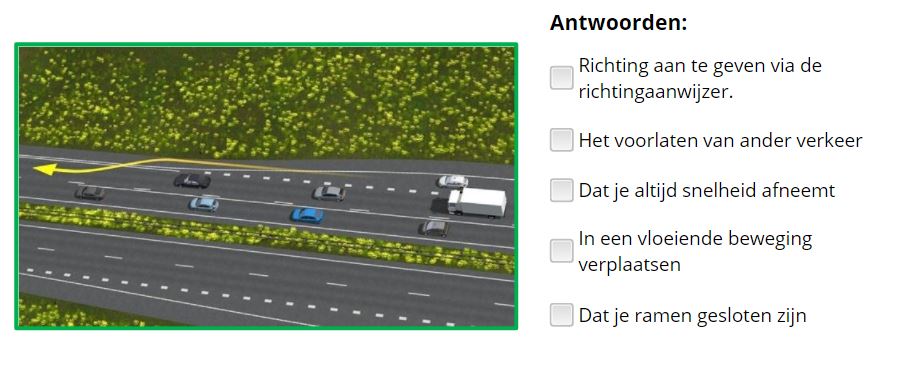 Antwoorden:
Richting aan te geven via de
richtingaanwijzer.
Het voorlaten van ander verkeer
Dat je altijd snelheid afneemt
In een vloeiende beweging
verplaatsen
Dat je ramen gesloten zijn